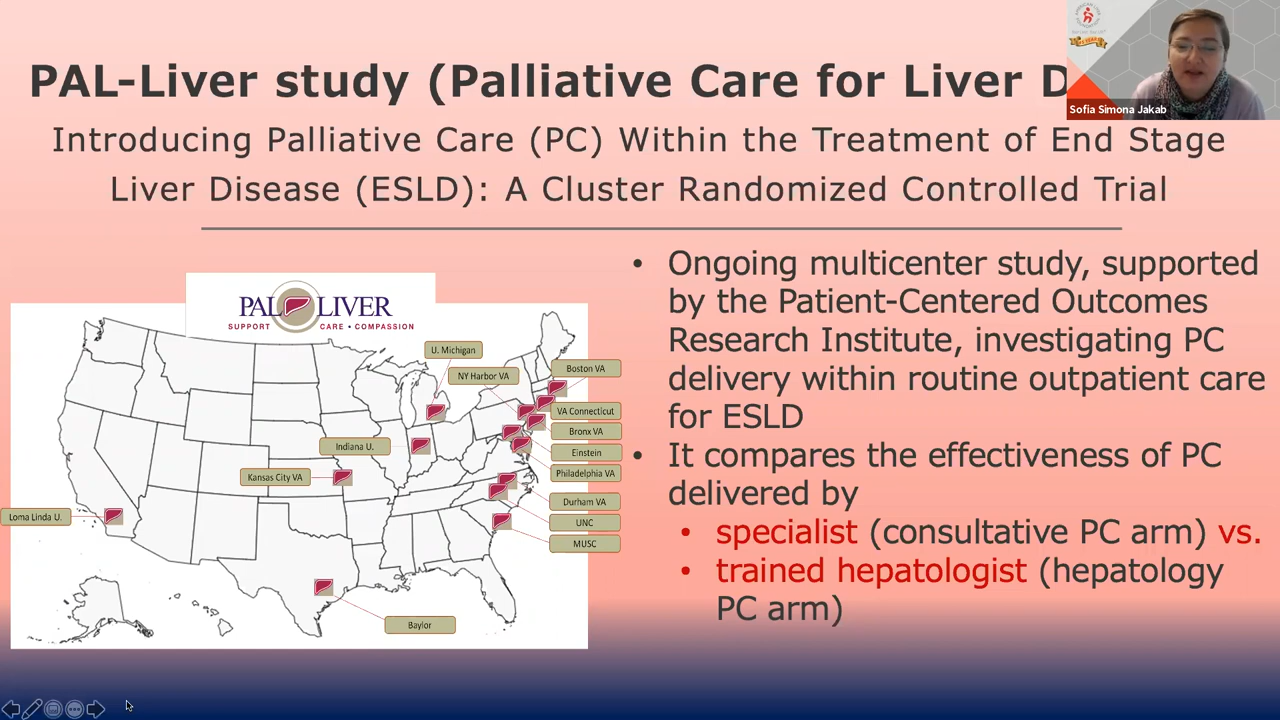 PAL-Liver study (Palliative Care for Liver D
Sofia Simona Jakab
Introducing Palliative Care (PC) Within the Treatment of End Stage
Liver Disease (ESLD): A Cluster Randomized Controlled Trial
PAL LIVER
SUPPORT CARE • COMPASSION
U. Michigan
NY Harbor VA
Boston VA
VA Connecticut
Bronx VA
Indiana U.
Einstein
Kansas City VA
Philadelphia VA
Durham VA
Loma Linda U.
UNC
MUSC
Baylor
• Ongoing multicenter study, supported
by the Patient-Centered Outcomes
Research Institute, investigating PC
delivery within routine outpatient care
for ESLD
• It compares the effectiveness of PC
delivered by
• specialist (consultative PC arm) vs.
• trained hepatologist (hepatology
PC arm)